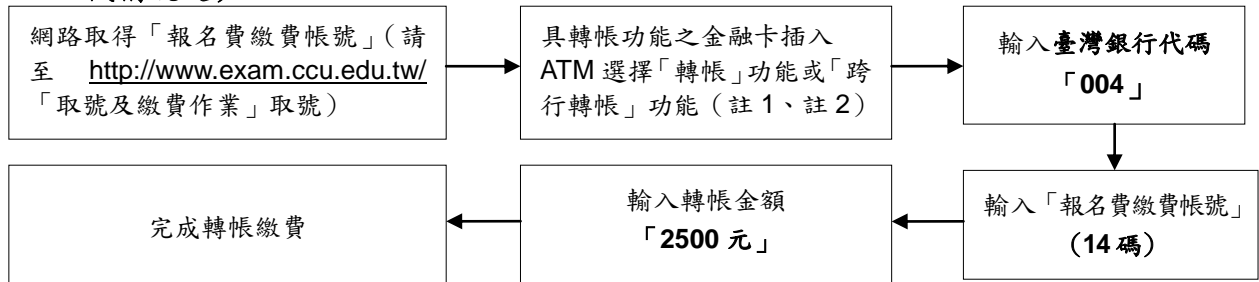 網路取得「報名費繳費帳號」(請
至 http://www.exam.ccu.edu.tw/
「取號及繳費作業」取號)
具轉帳功能之金融卡插入
ATM 選擇「轉帳」功能或「跨
行轉帳」功能(註 1、註 2)
輸入臺灣銀行代碼
「004」
輸入「報名費繳費帳號」
(14 碼)
輸入轉帳金額
「2500 元」
完成轉帳繳費